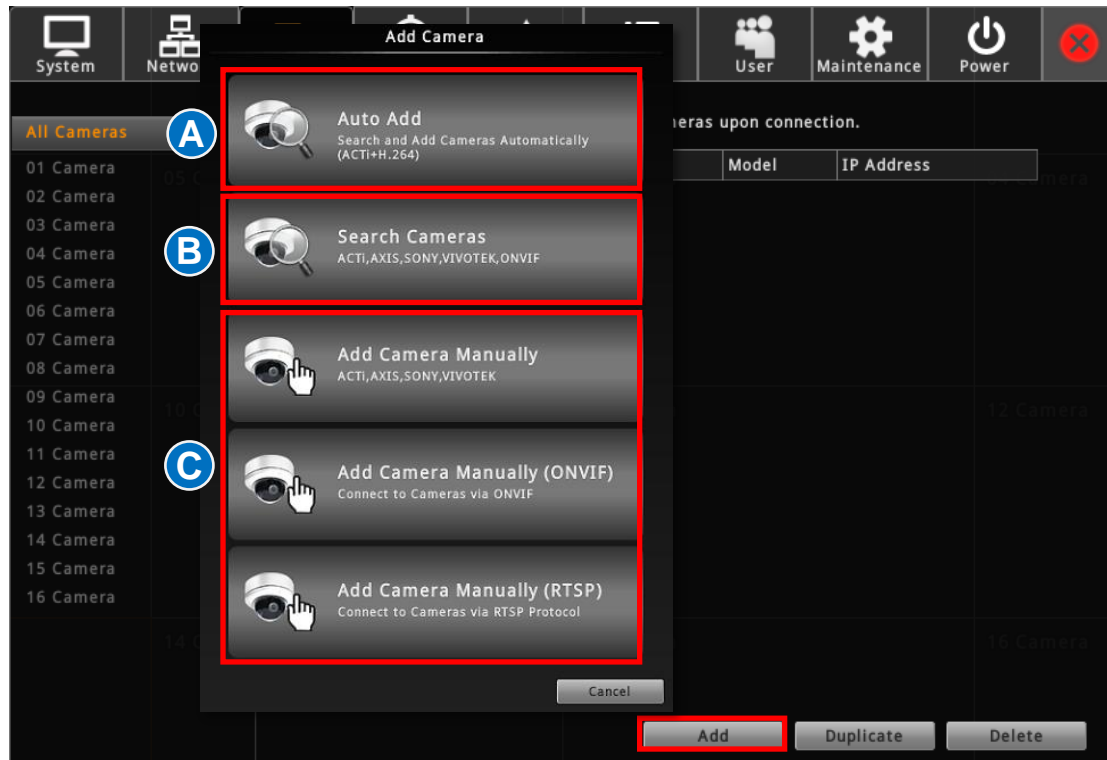 Add Camera
System
Netwo
User
Maintenance
Power
All Cameras
A
Auto Add
Search and Add Cameras Automatically
(ACTi+H.264)
eras upon connection.
Model
IP Address
01 Camera
02 Camera
03 Camera
04 Camera
05 Camera
06 Camera
07 Camera
08 Camera
09 Camera
10 Camera
11 Camera
12 Camera
13 Camera
14 Camera
15 Camera
16 Camera
B
Search Cameras
ACTi,AXIS,SONY,VIVOTEK,ONVIF
Add Camera Manually
ACTi,AXIS,SONY,VIVOTEK
C
Add Camera Manually (ONVIF)
Connect to Cameras via ONVIF
Add Camera Manually (RTSP)
Connect to Cameras via RTSP Protocol
12 Camera
16 Camera
Cancel
Add
Duplicate
Delete